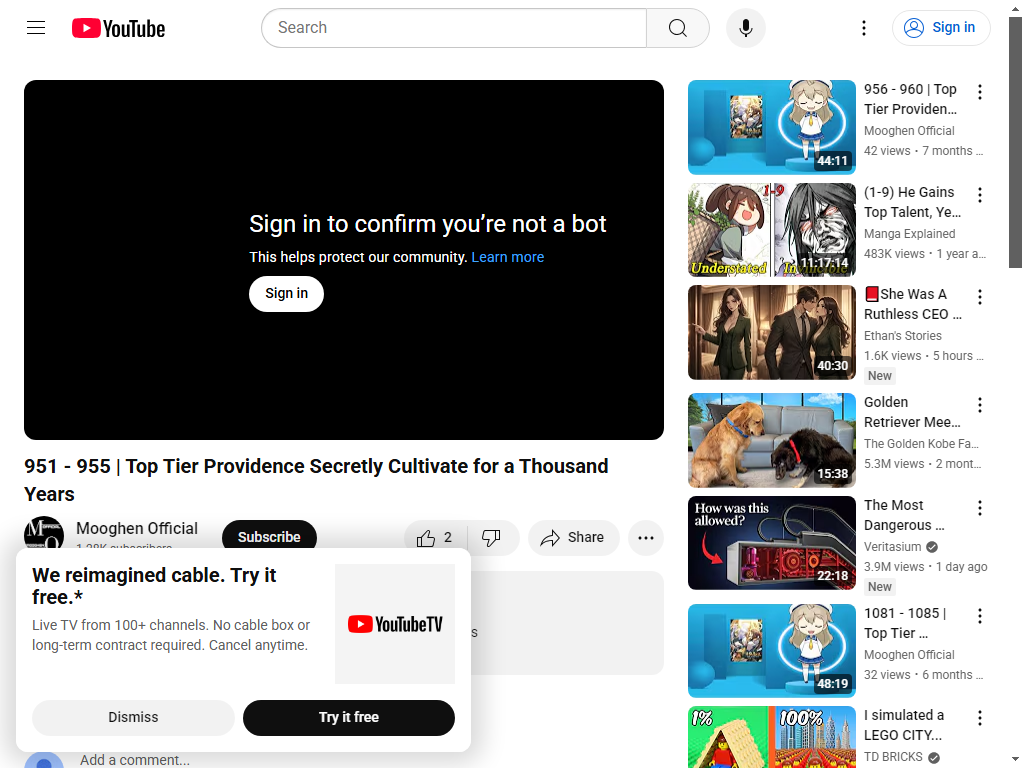 YouTube
Search
Sign in
Sign in to confirm you’re not a bot
This helps protect our community. Learn more
Sign in
951 - 955 | Top Tier Providence Secretly Cultivate for a Thousand
Years
Mooghen Official
Subscribe
2
Share
We reimagined cable. Try it
free.*
Live TV from 100+ channels. No cable box or
long-term contract required. Cancel anytime.
YouTubeTV
Dismiss
Try it free
Add a comment...
956 - 960 | Top
Tier Providen...
Mooghen Official
42 views • 7 months ...
44:11
(1-9) He Gains
Top Talent, Ye...
Manga Explained
483K views • 1 year a...
1-9
11:17:14
Understated
Invincible
📕She Was A
Ruthless CEO ...
Ethan's Stories
1.6K views • 5 hours ...
New
40:30
Golden
Retriever Mee...
The Golden Kobe Fa...
5.3M views • 2 mont...
15:38
How was this
allowed?
22:18
The Most
Dangerous ...
Veritasium
3.9M views • 1 day ago
New
1081 - 1085 |
Top Tier ...
Mooghen Official
32 views • 6 months ...
48:19
1%
100%
I simulated a
LEGO CITY...
TD BRICKS